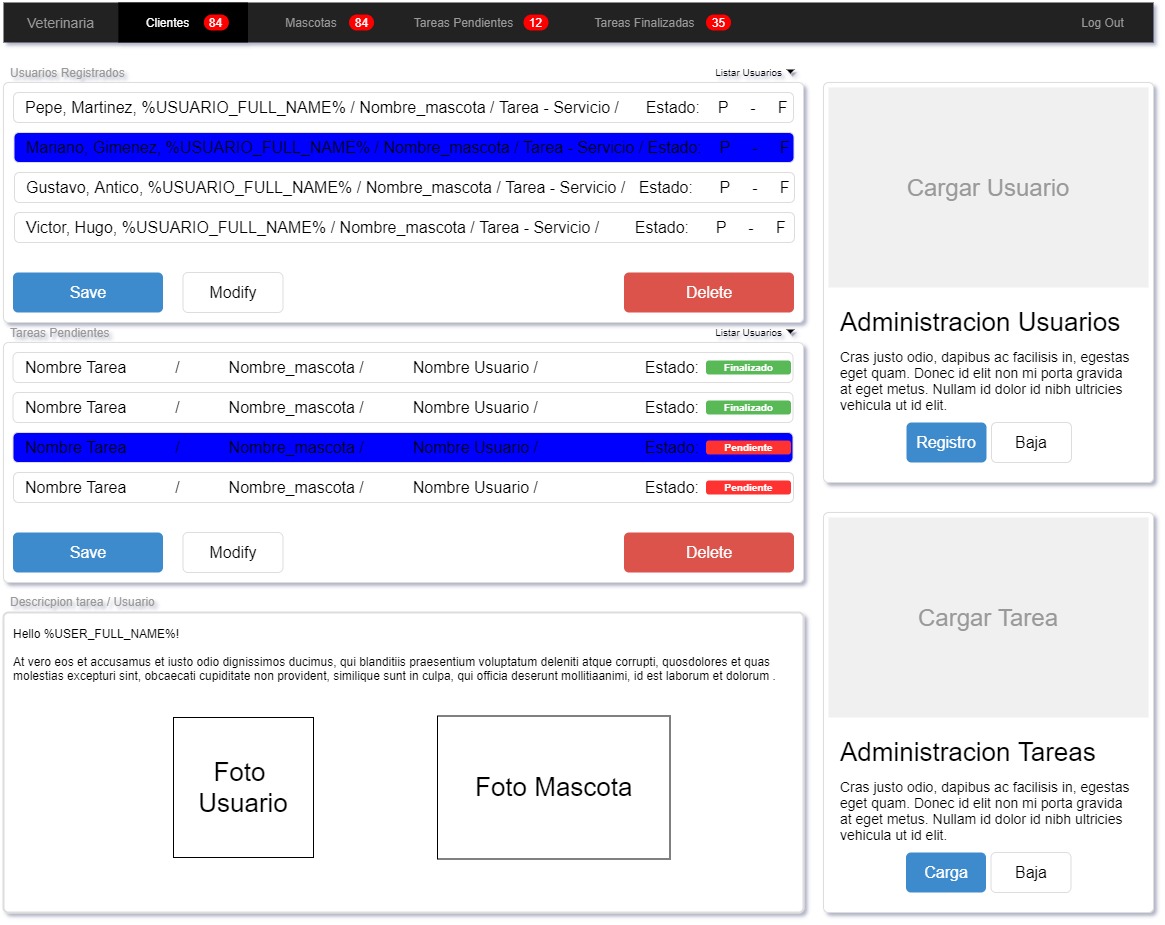 Veterinaria Clientes 84 Mascotas 84 Tareas Pendientes 12 Tareas Finalizadas 35 Log Out
Usuarios Registrados Listar Usuarios
Pepe, Martinez, %USUARIO_FULL_NAME% / Nombre_mascota / Tarea - Servicio / Estado: P - F
Mariano, Gimenez, %USUARIO_FULL_NAME% / Nombre_mascota / Tarea - Servicio / Estado: P - F
Gustavo, Antico, %USUARIO_FULL_NAME% / Nombre_mascota / Tarea - Servicio / Estado: P - F
Victor, Hugo, %USUARIO_FULL_NAME% / Nombre_mascota / Tarea - Servicio / Estado: P - F
Save Modify Delete
Tareas Pendientes Listar Usuarios
Nombre Tarea / Nombre_mascota / Nombre Usuario / Estado: Finalizado
Nombre Tarea / Nombre_mascota / Nombre Usuario / Estado: Finalizado
Nombre Tarea / Nombre_mascota / Nombre Usuario / Estado: Pendiente
Nombre Tarea / Nombre_mascota / Nombre Usuario / Estado: Pendiente
Save Modify Delete
Descricpion tarea / Usuario
Hello %USER_FULL_NAME%!
At vero eos et accusamus et iusto odio dignissimos ducimus, qui blanditiis praesentium voluptatum deleniti atque corrupti, quosdolores et quas
molestias excepturi sint, obcaecati cupiditate non provident, similique sunt in culpa, qui officia deserunt mollitiaanimi, id est laborum et dolorum .
Foto
Usuario
Foto Mascota
Cargar Usuario
Administracion Usuarios
Cras justo odio, dapibus ac facilisis in, egestas
eget quam. Donec id elit non mi porta gravida
at eget metus. Nullam id dolor id nibh ultricies
vehicula ut id elit.
Registro Baja
Cargar Tarea
Administracion Tareas
Cras justo odio, dapibus ac facilisis in, egestas
eget quam. Donec id elit non mi porta gravida
at eget metus. Nullam id dolor id nibh ultricies
vehicula ut id elit.
Carga Baja